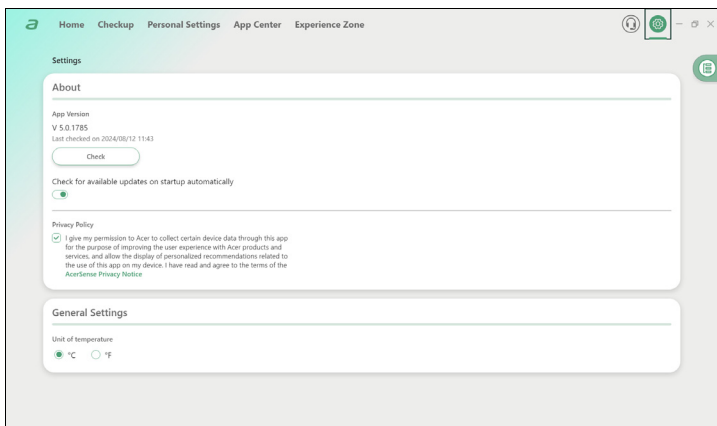 Home Checkup Personal Settings App Center Experience Zone
Settings
About
App Version
V 5.0.1785
Last checked on 2024/08/12 11:43
Check
Check for available updates on startup automatically
Privacy Policy
I give my permission to Acer to collect certain device data through this app
for the purpose of improving the user experience with Acer products and
services, and allow the display of personalized recommendations related to
the use of this app on my device. I have read and agree to the terms of the
AcerSense Privacy Notice
General Settings
Unit of temperature
°C °F